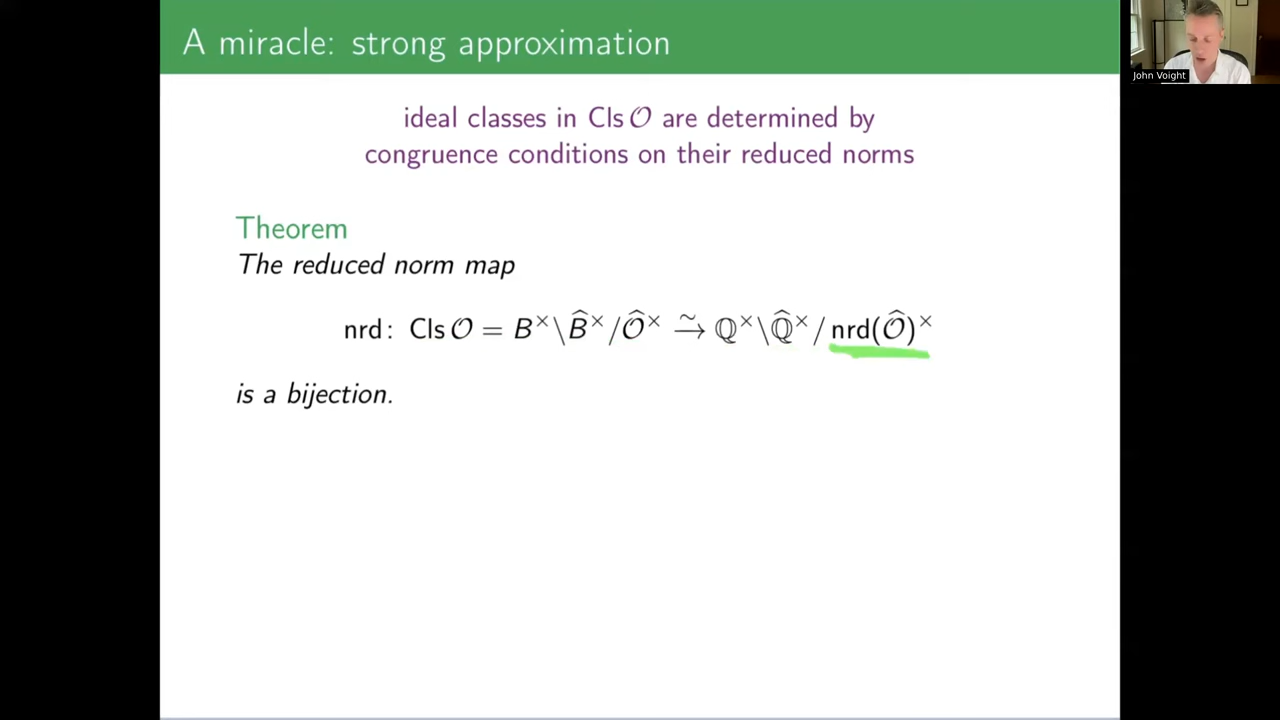 A miracle: strong approximation
John Voight
ideal classes in Cls 𝒪 are determined by
congruence conditions on their reduced norms
Theorem
The reduced norm map
nrd: Cls 𝒪 = B^×\B̂^×/𝒪̂^× ⥲ ℚ^×\ℚ̂^×/ nrd(𝒪̂)^×
is a bijection.